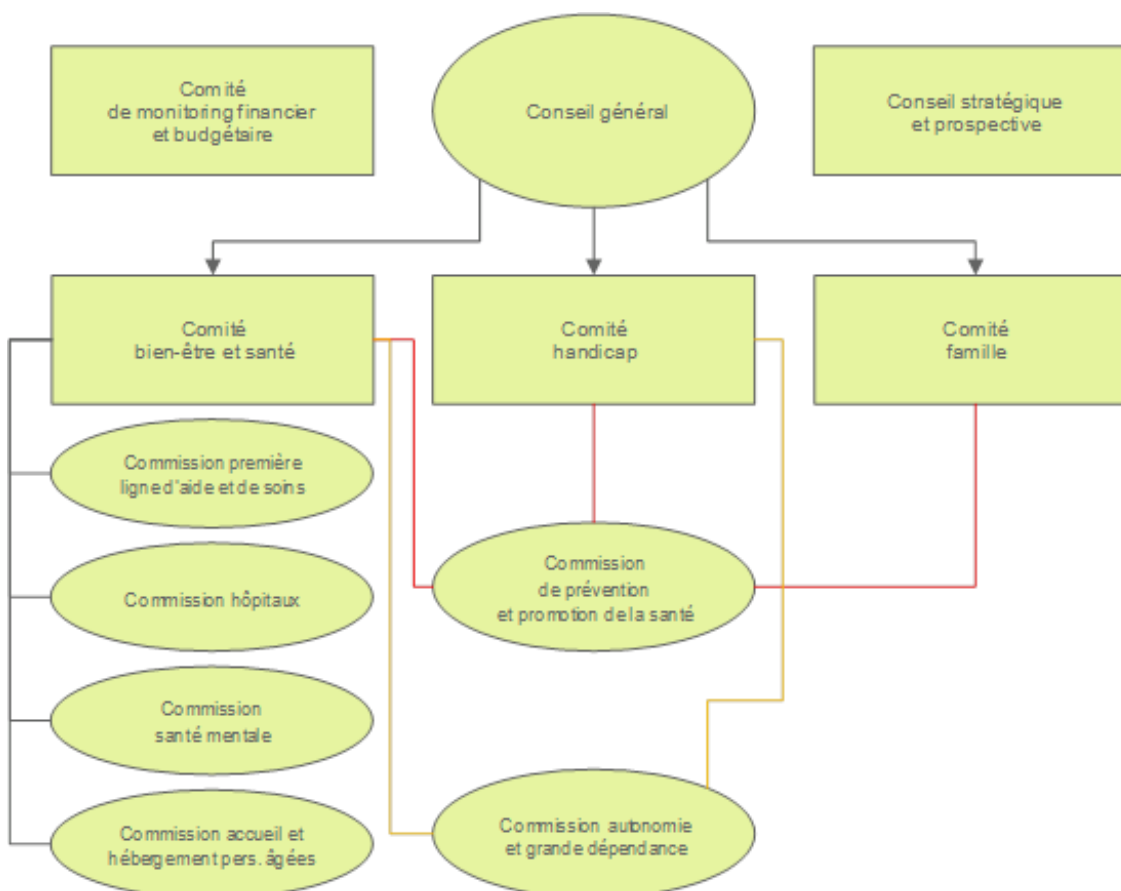 Comité
de monitoring financier
et budgétaire
Conseil général
Conseil stratégique
et prospective
Comité
bien-être et santé
Comité
handicap
Comité
famille
Commission première
ligne d'aide et de soins
Commission hôpitaux
Commission
santé mentale
Commission accueil et
hébergement pers. âgées
Commission
de prévention
et promotion de la santé
Commission autonomie
et grande dépendance